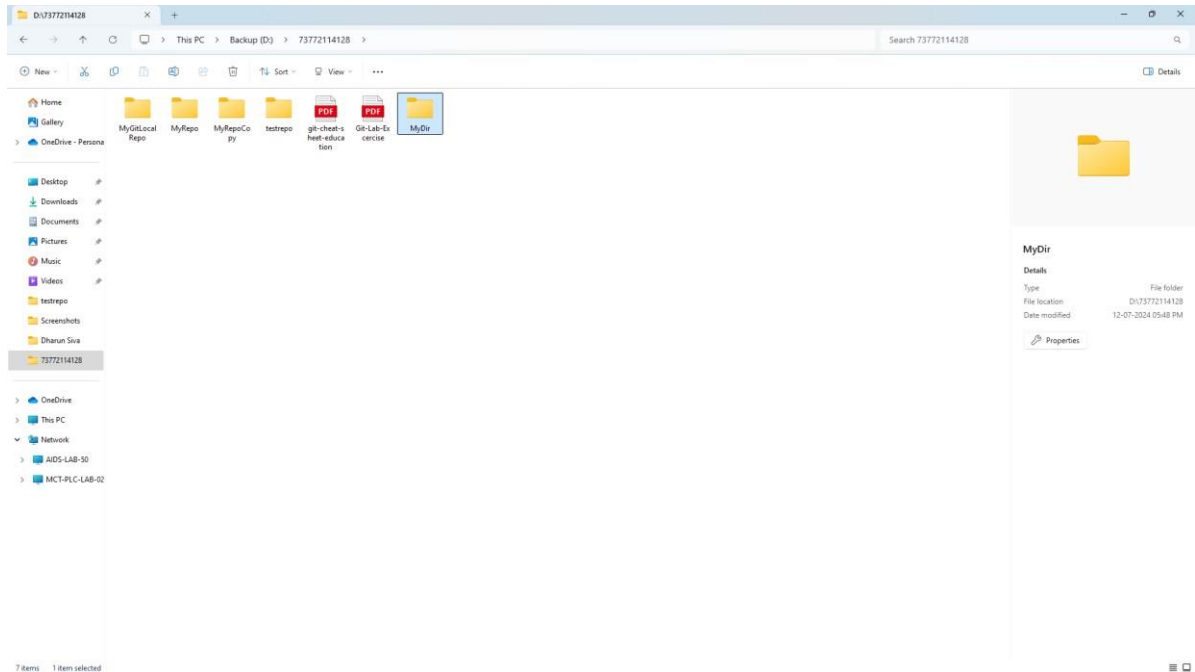 D:\73772114128
This PC > Backup (D:) > 73772114128 >
Search 73772114128
New
Sort
View
Details
Home
Gallery
OneDrive - Persona
Desktop
Downloads
Documents
Pictures
Music
Videos
testrepo
Screenshots
Dharun Siva
73772114128
OneDrive
This PC
Network
AIDS-LAB-50
MCT-PLC-LAB-02
MyGitLocal
Repo
MyRepo
MyRepoCo
py
testrepo
PDF
git-cheat-s
heet-educa
tion
PDF
Git-Lab-Ex
cercise
MyDir
MyDir
Details
Type File folder
File location D:\73772114128
Date modified 12-07-2024 05:48 PM
Properties
7 items 1 item selected